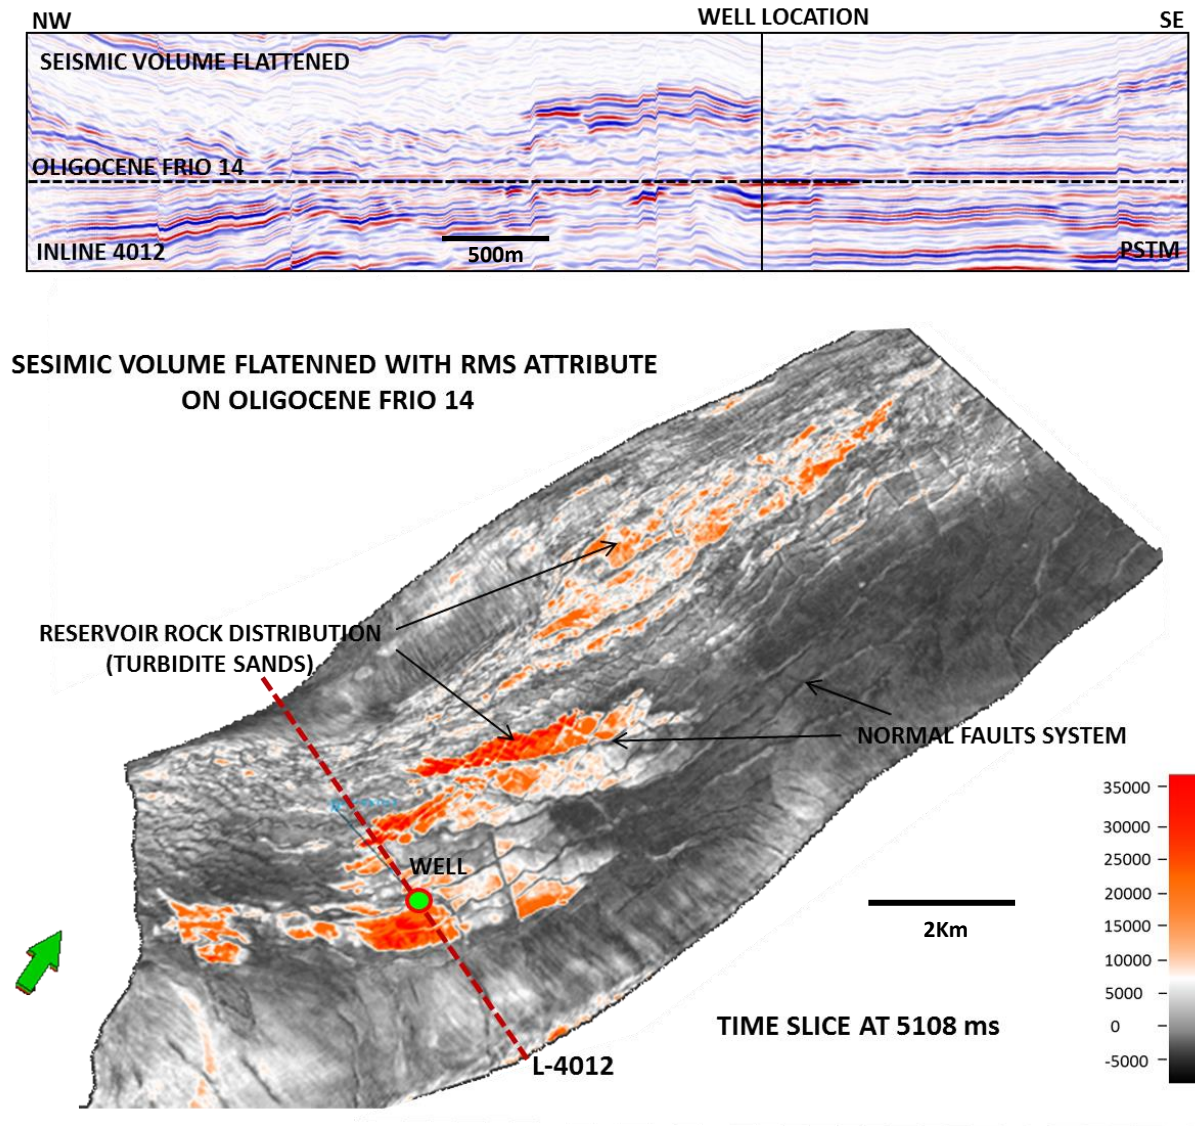 NW
WELL LOCATION
SE
SEISMIC VOLUME FLATTENED
OLIGOCENE FRIO 14
INLINE 4012
500m
PSTM
SESIMIC VOLUME FLATENNED WITH RMS ATTRIBUTE
ON OLIGOCENE FRIO 14
RESERVOIR ROCK DISTRIBUTION
(TURBIDITE SANDS)
NORMAL FAULTS SYSTEM
WELL
2Km
TIME SLICE AT 5108 ms
L-4012
35000
30000
25000
20000
15000
10000
5000
0
-5000